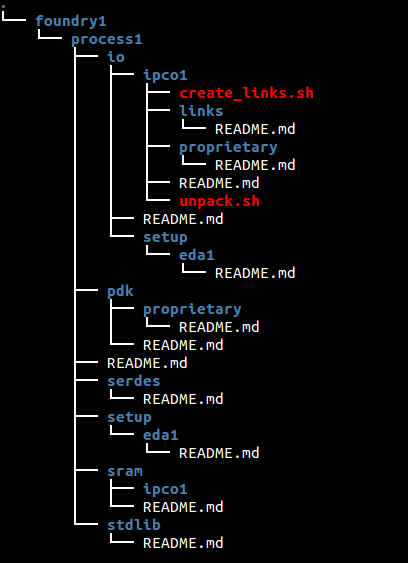 .
foundry1
process1
io
ipco1
create_links.sh
links
README.md
proprietary
README.md
README.md
unpack.sh
README.md
setup
eda1
README.md
pdk
proprietary
README.md
README.md
README.md
serdes
README.md
setup
eda1
README.md
sram
ipco1
README.md
stdlib
README.md